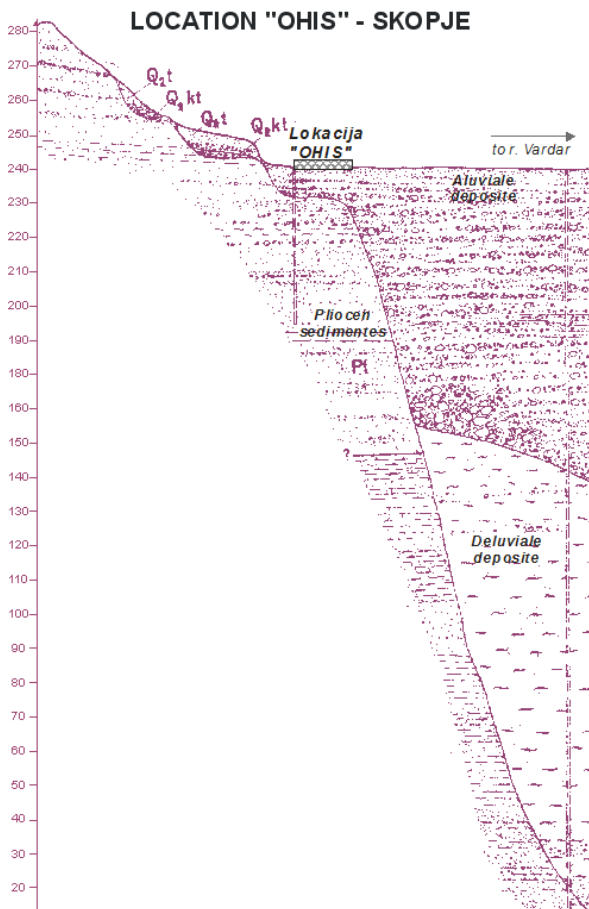 LOCATION "OHIS" - SKOPJE
280
270
260
250
240
230
220
210
200
190
180
170
160
150
140
130
120
110
100
90
80
70
60
50
40
30
20
Q₂t
Q₂kt
Q₂t
Q₂kt
Lokacija
"OHIS"
to r. Vardar
Aluviale
deposite
Pliocen
sedimentes
Pl
?
Deluviale
deposite